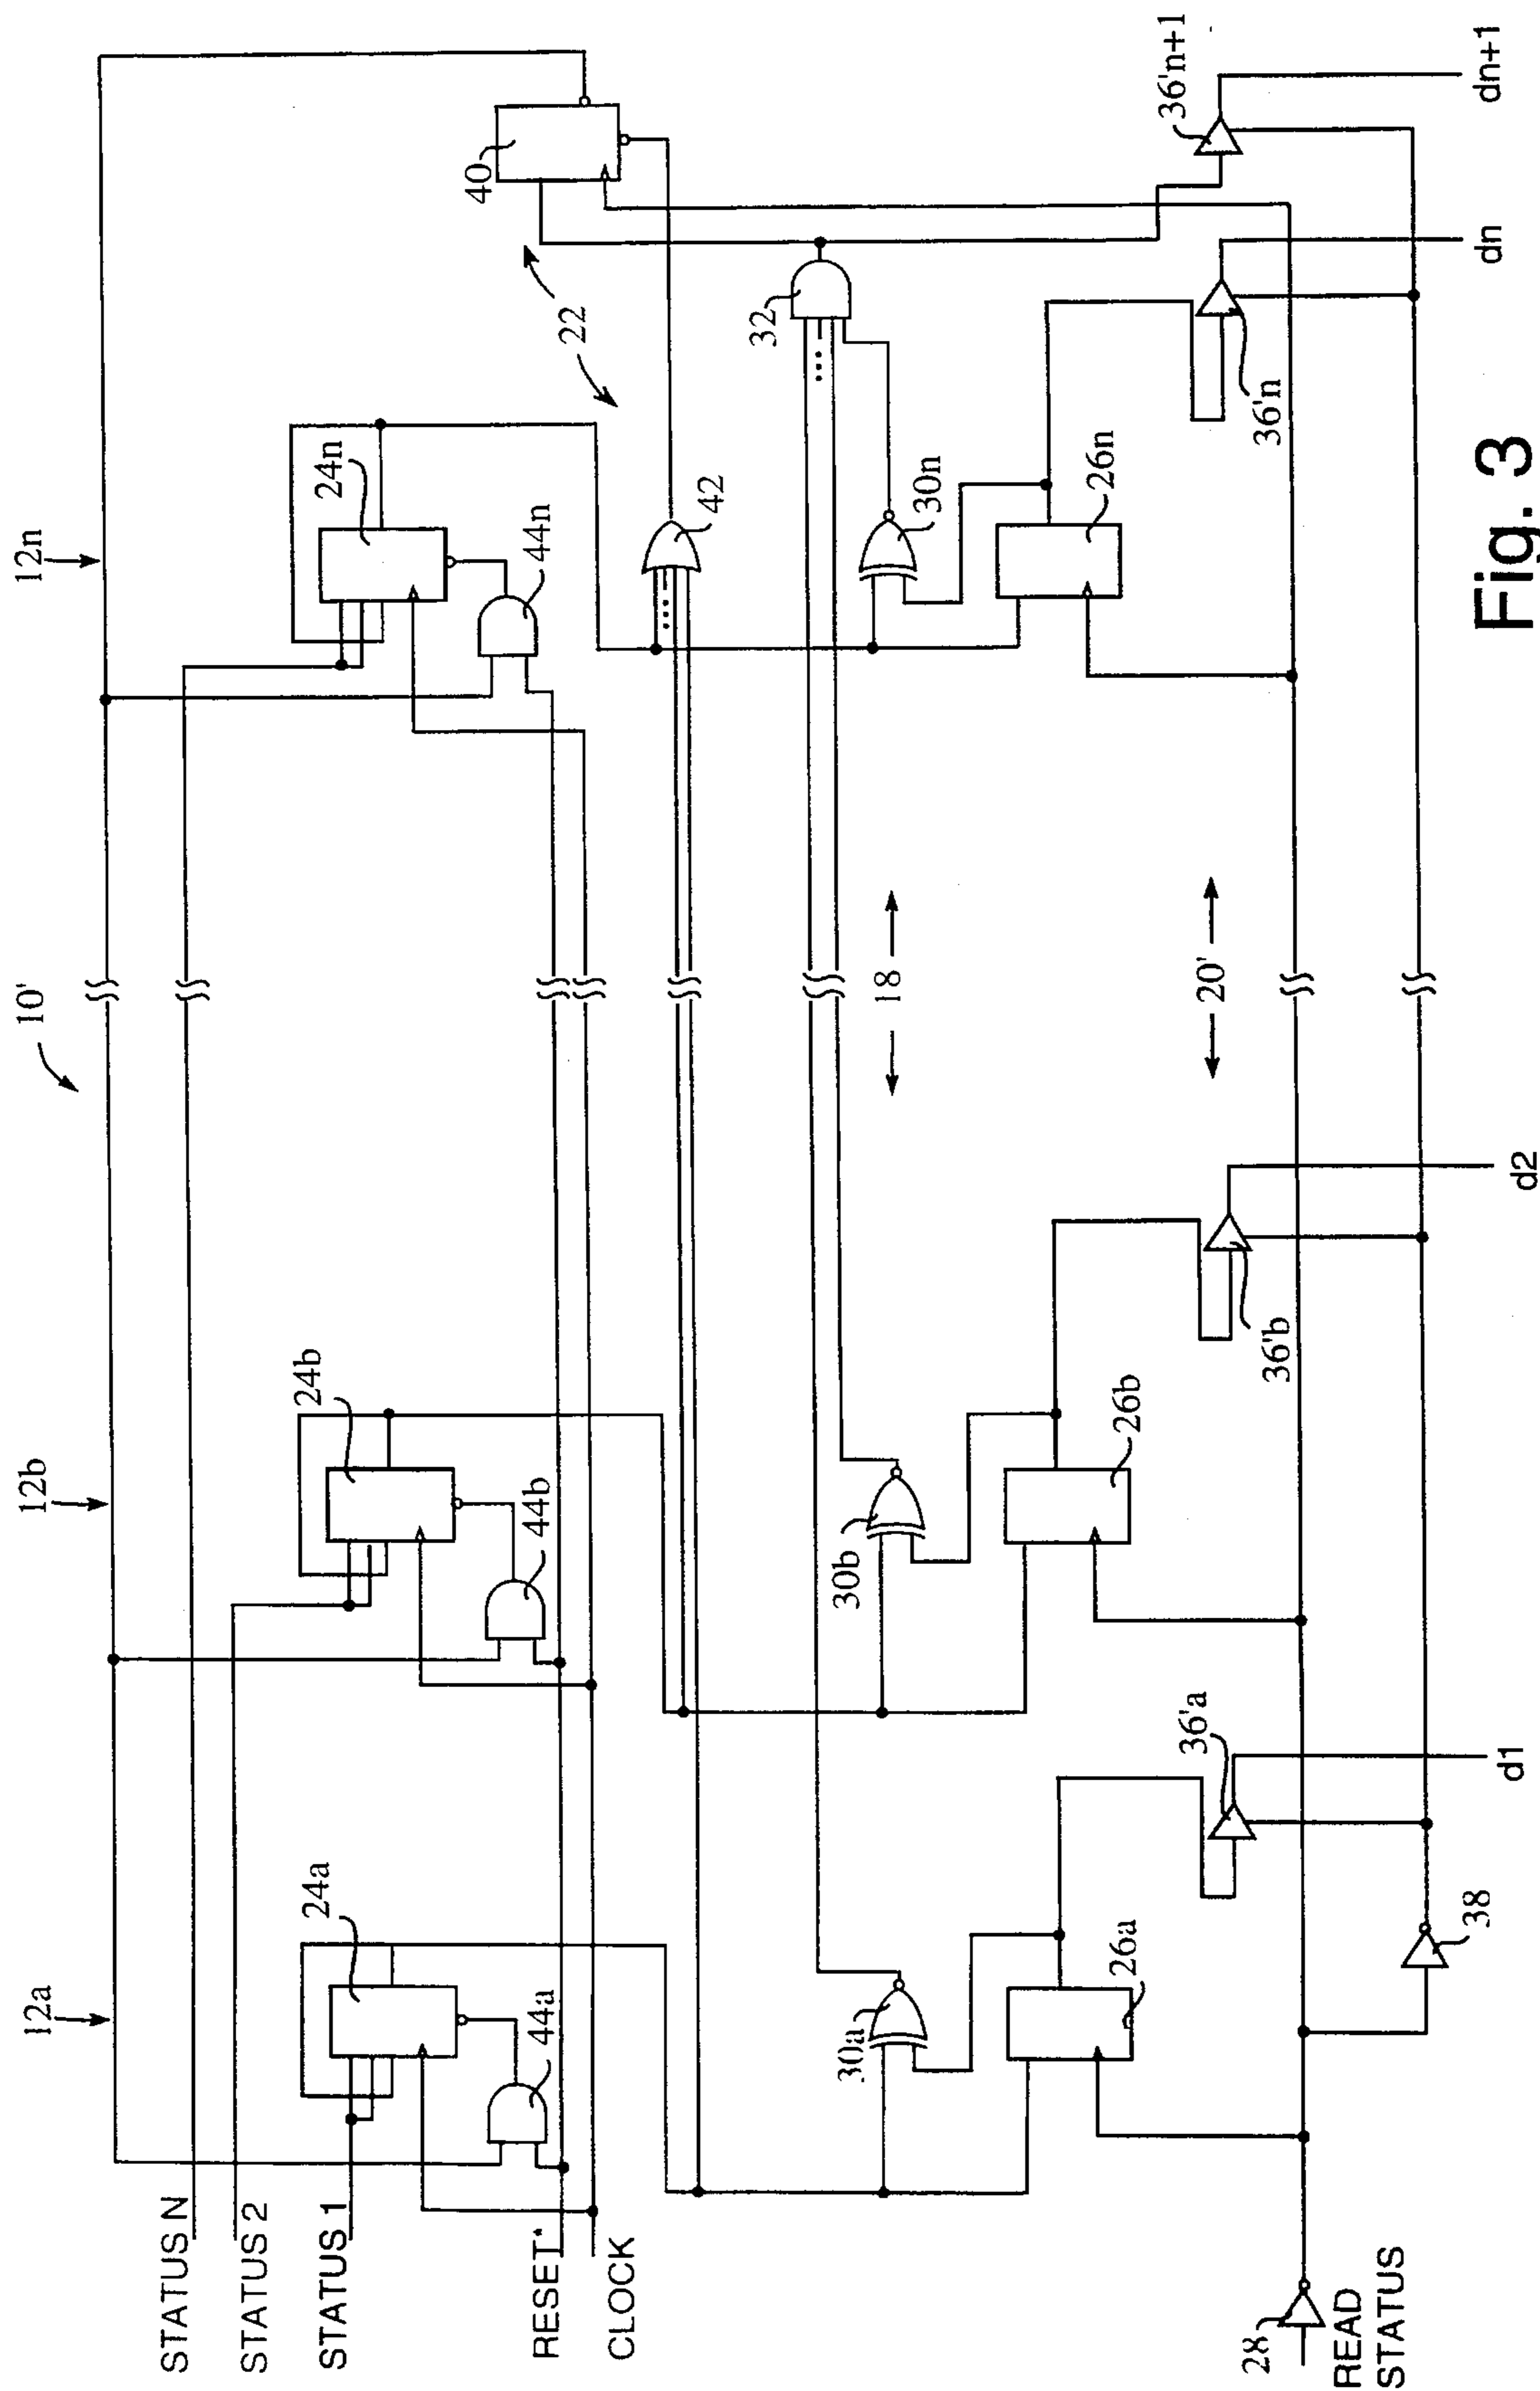 10'
12a
12b
12n
STATUS N
STATUS 2
STATUS 1
RESET*
CLOCK
24a
24b
24n
44a
44b
44n
40
22
42
32
30a
30b
30n
18
26a
26b
26n
20'
36'a
36'b
36'n
36'n+1
28
READ
STATUS
38
d1
d2
dn
dn+1
Fig. 3